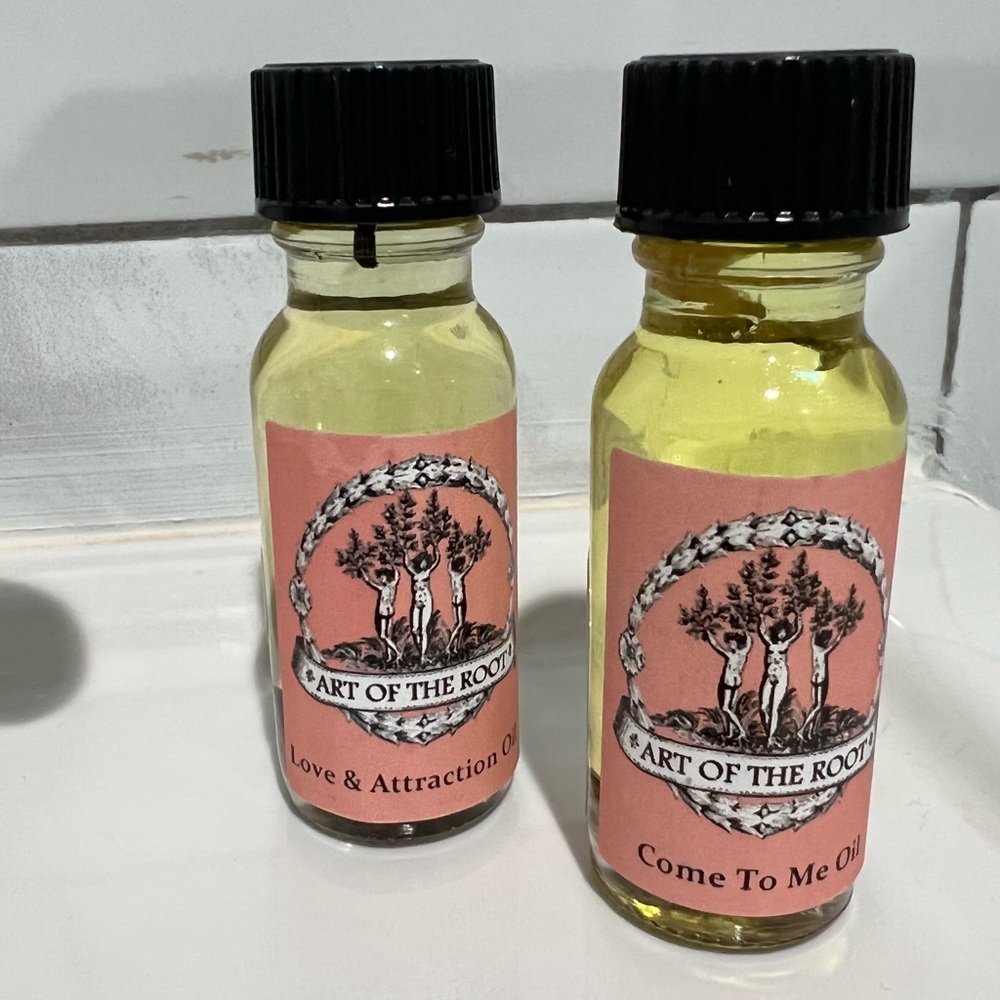 ART OF THE ROOT
Love & Attraction Oil
ART OF THE ROOT
Come To Me Oil